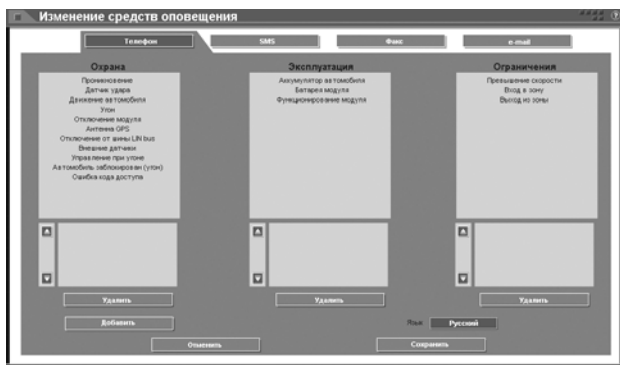 Изменение средств оповещения
Телефон SMS Факс e-mail
Охрана
Проникновение
Датчик удара
Движение автомобиля
Угон
Отключение модуля
Антенна GPS
Отключение от шины LIN bus
Внешние датчики
Управление при угоне
Автомобиль заблокирован (угон)
Ошибка кода доступа
Удалить
Добавить
Эксплуатация
Аккумулятор автомобиля
Батарея модуля
Функционирование модуля
Удалить
Ограничения
Превышение скорости
Вход в зону
Выход из зоны
Удалить
Язык Русский
Отменить Сохранить